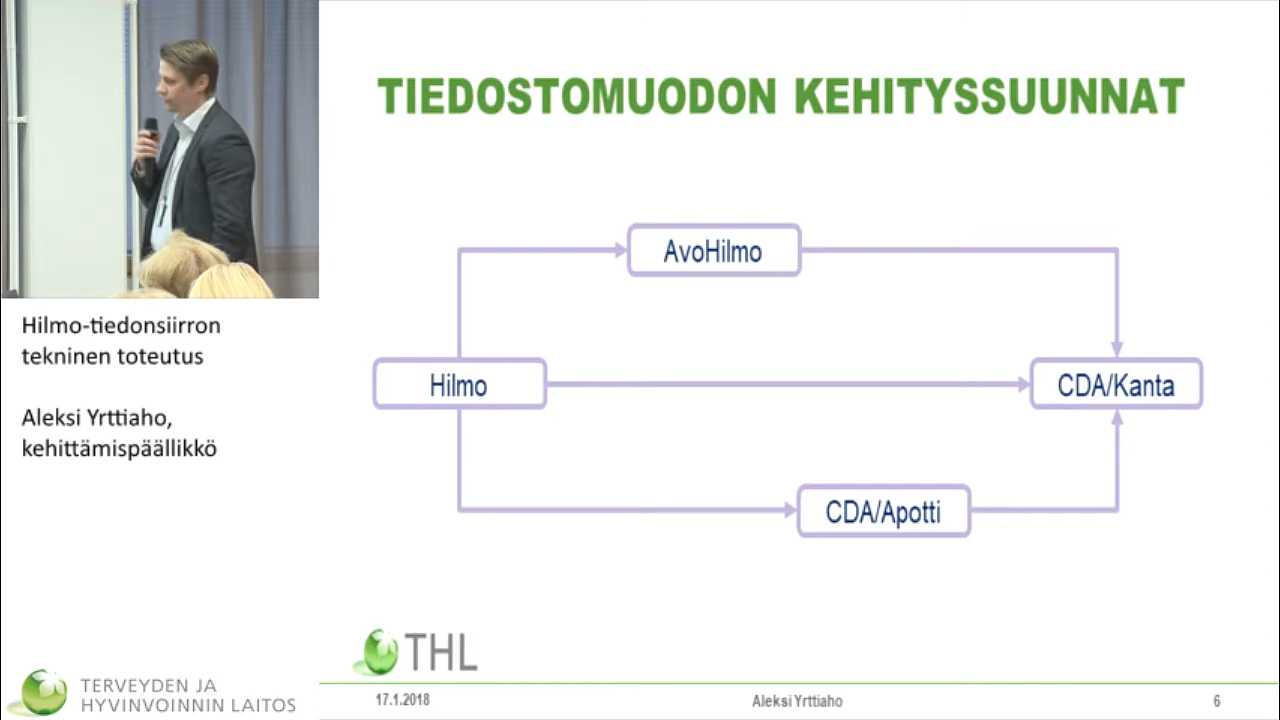 TIEDOSTOMUODON KEHITYSSUUNNAT
AvoHilmo
Hilmo
CDA/Kanta
CDA/Apotti
Hilmo-tiedonsiirron
tekninen toteutus
Aleksi Yrttiaho,
kehittämispäällikkö
THL
TERVEYDEN JA
HYVINVOINNIN LAITOS
17.1.2018
Aleksi Yrttiaho
6